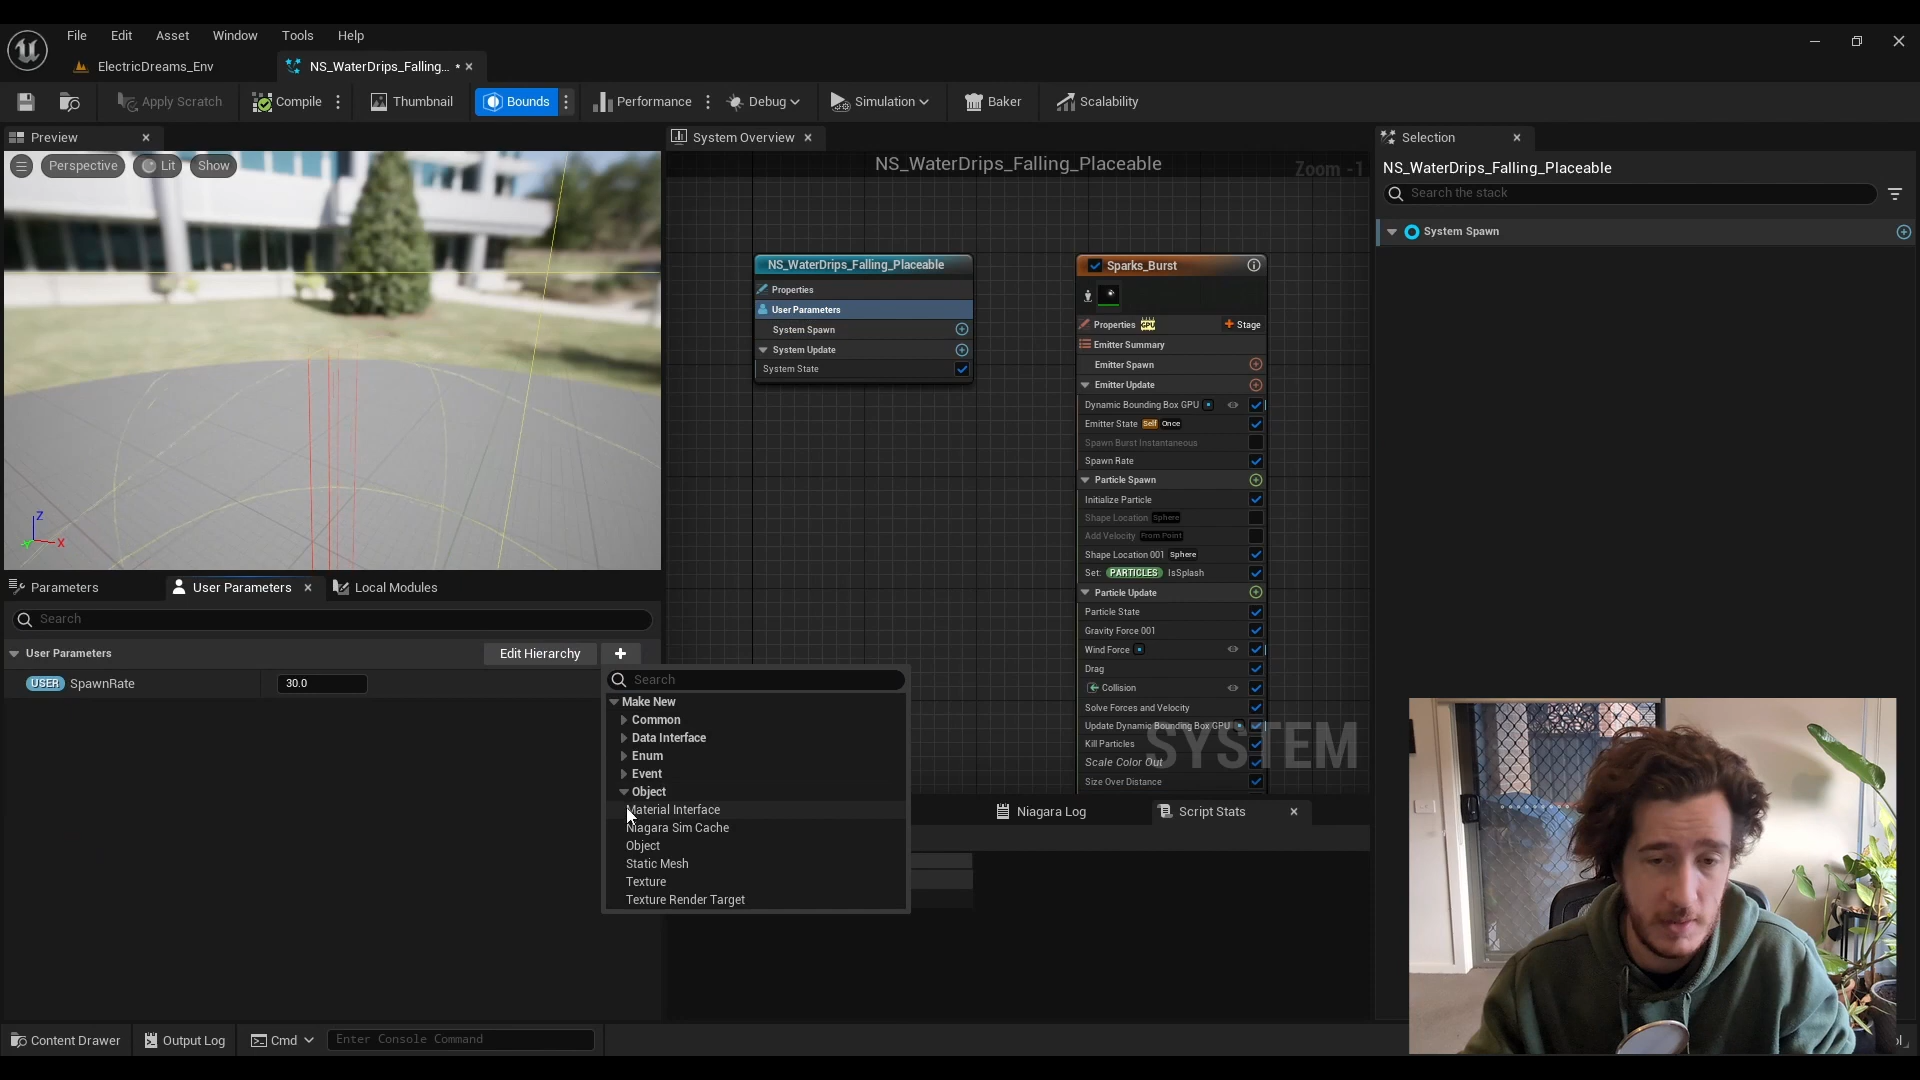 File Edit Asset Window Tools Help
ElectricDreams_Env NS_WaterDrips_Falling... *
Apply Scratch Compile Thumbnail Bounds Performance Debug Simulation Baker Scalability
Preview
Perspective Lit Show
Z
X
System Overview
NS_WaterDrips_Falling_Placeable
Zoom -1
NS_WaterDrips_Falling_Placeable
Properties
User Parameters
System Spawn
System Update
System State
Sparks_Burst
Properties GPU Stage
Emitter Summary
Emitter Spawn
Emitter Update
Dynamic Bounding Box GPU
Emitter State Self Once
Spawn Burst Instantaneous
Spawn Rate
Particle Spawn
Initialize Particle
Shape Location Sphere
Add Velocity From Point
Shape Location 001 Sphere
Set: PARTICLES IsSplash
Particle Update
Particle State
Gravity Force 001
Wind Force
Drag
Collision
Solve Forces and Velocity
Update Dynamic Bounding Box GPU
Kill Particles
Scale Color Out
Size Over Distance
SYSTEM
Selection
NS_WaterDrips_Falling_Placeable
Search the stack
System Spawn
Parameters User Parameters Local Modules
Search
User Parameters Edit Hierarchy
USER SpawnRate 30.0
Search
Make New
Common
Data Interface
Enum
Event
Object
Material Interface
Niagara Sim Cache
Object
Static Mesh
Texture
Texture Render Target
Niagara Log Script Stats
Content Drawer Output Log Cmd Enter Console Command